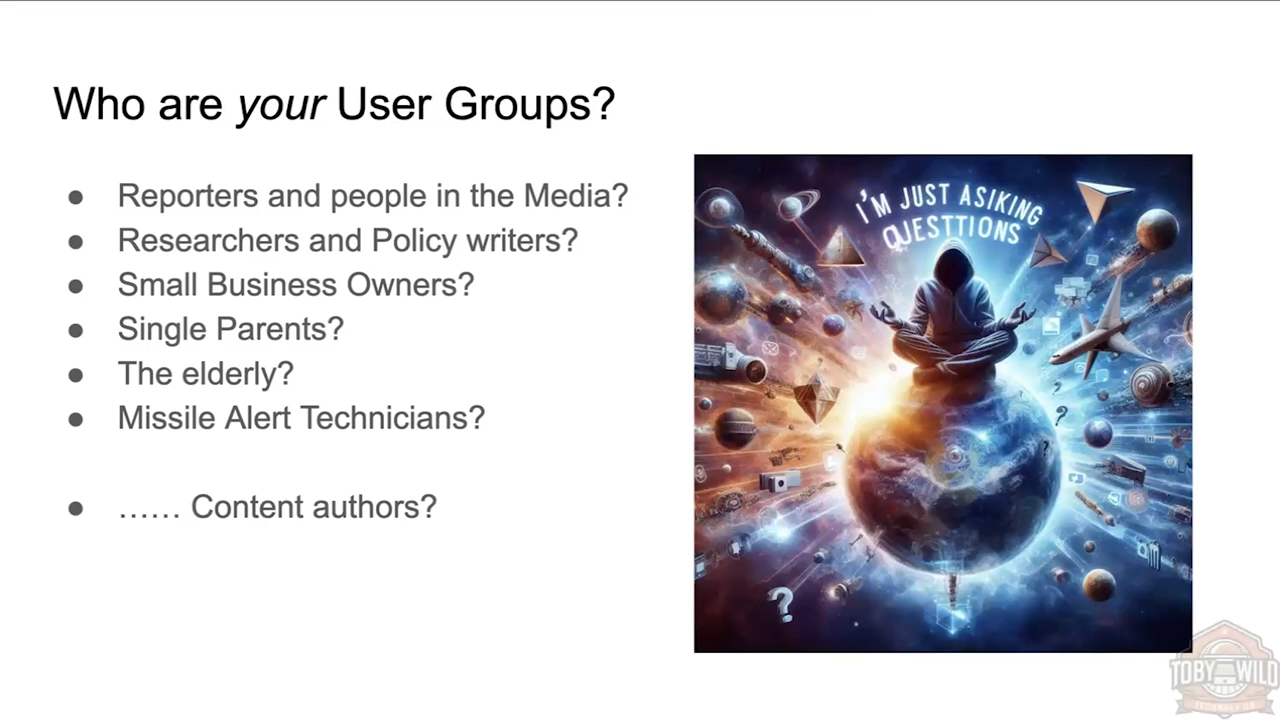 Who are your User Groups?
● Reporters and people in the Media?
● Researchers and Policy writers?
● Small Business Owners?
● Single Parents?
● The elderly?
● Missile Alert Technicians?
● …… Content authors?
I'M JUST ASIKING
QUESTTIONS
TOBY WILD
TECHNOLOGY